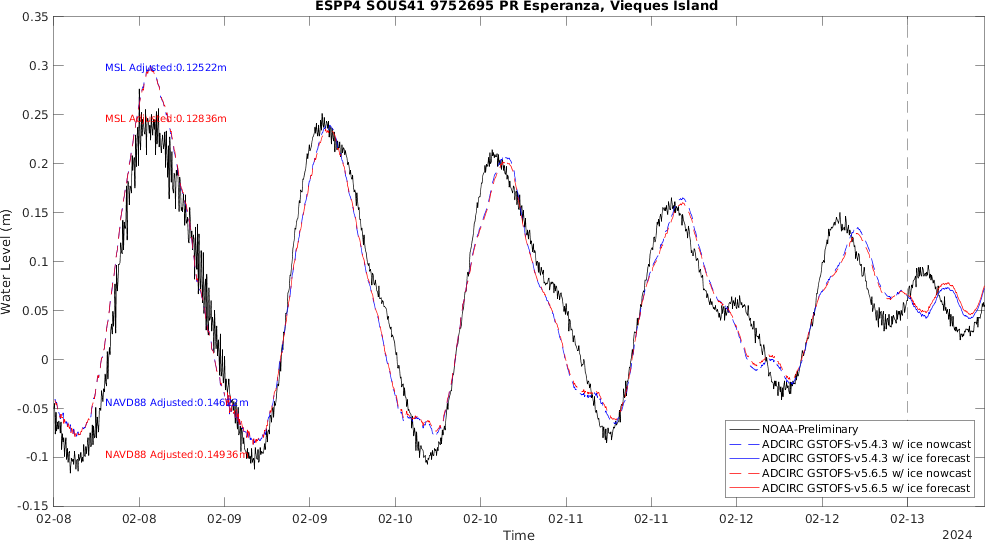 ESPP4 SOUS41 9752695 PR Esperanza, Vieques Island
0.35
0.3
0.25
0.2
0.15
0.1
0.05
0
-0.05
-0.1
-0.15
Water Level (m)
MSL Adjusted:0.12522m
MSL Adjusted:0.12836m
NAVD88 Adjusted:
NAVD88 Adjusted:0.14936m
NOAA-Preliminary
ADCIRC GSTOFS-v5.4.3 w/ ice nowcast
ADCIRC GSTOFS-v5.4.3 w/ ice forecast
ADCIRC GSTOFS-v5.6.5 w/ ice nowcast
ADCIRC GSTOFS-v5.6.5 w/ ice forecast
02-08 02-08 02-09 02-09 02-10 02-10 02-11 02-11 02-12 02-12 02-13
Time
2024